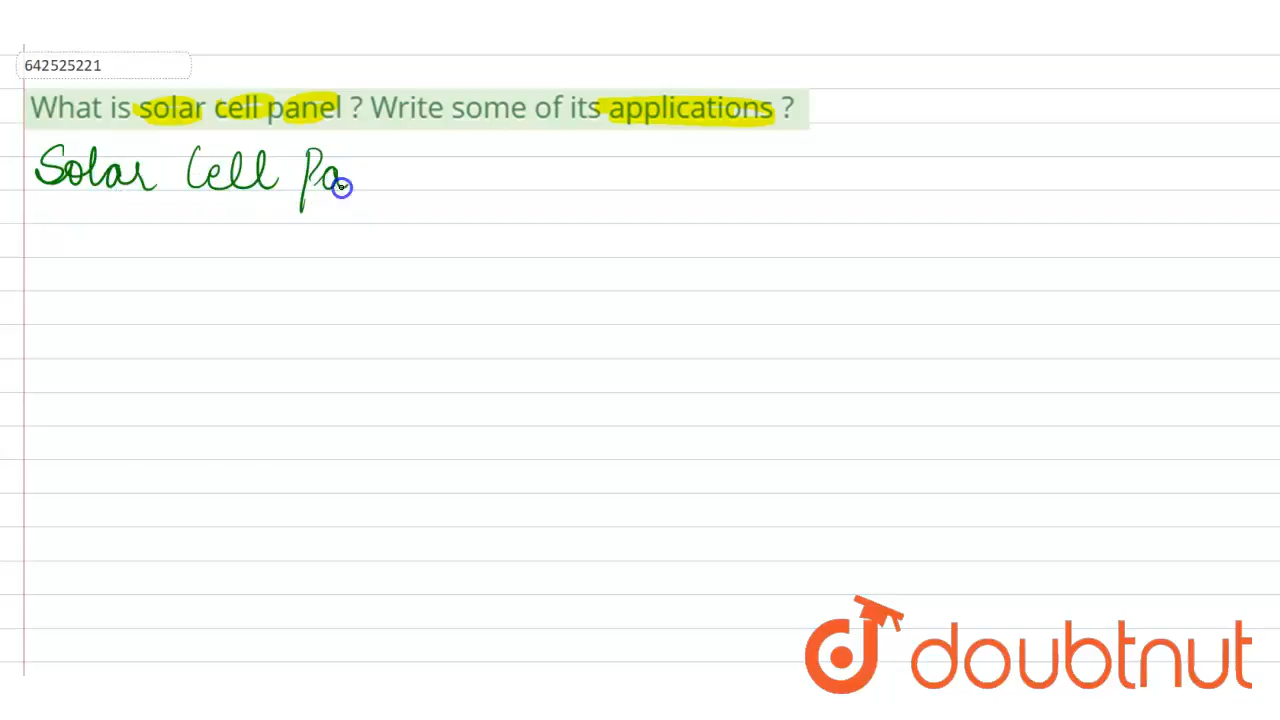 642525221
What is solar cell panel ? Write some of its applications ?
Solar Cell Pa
doubtnut